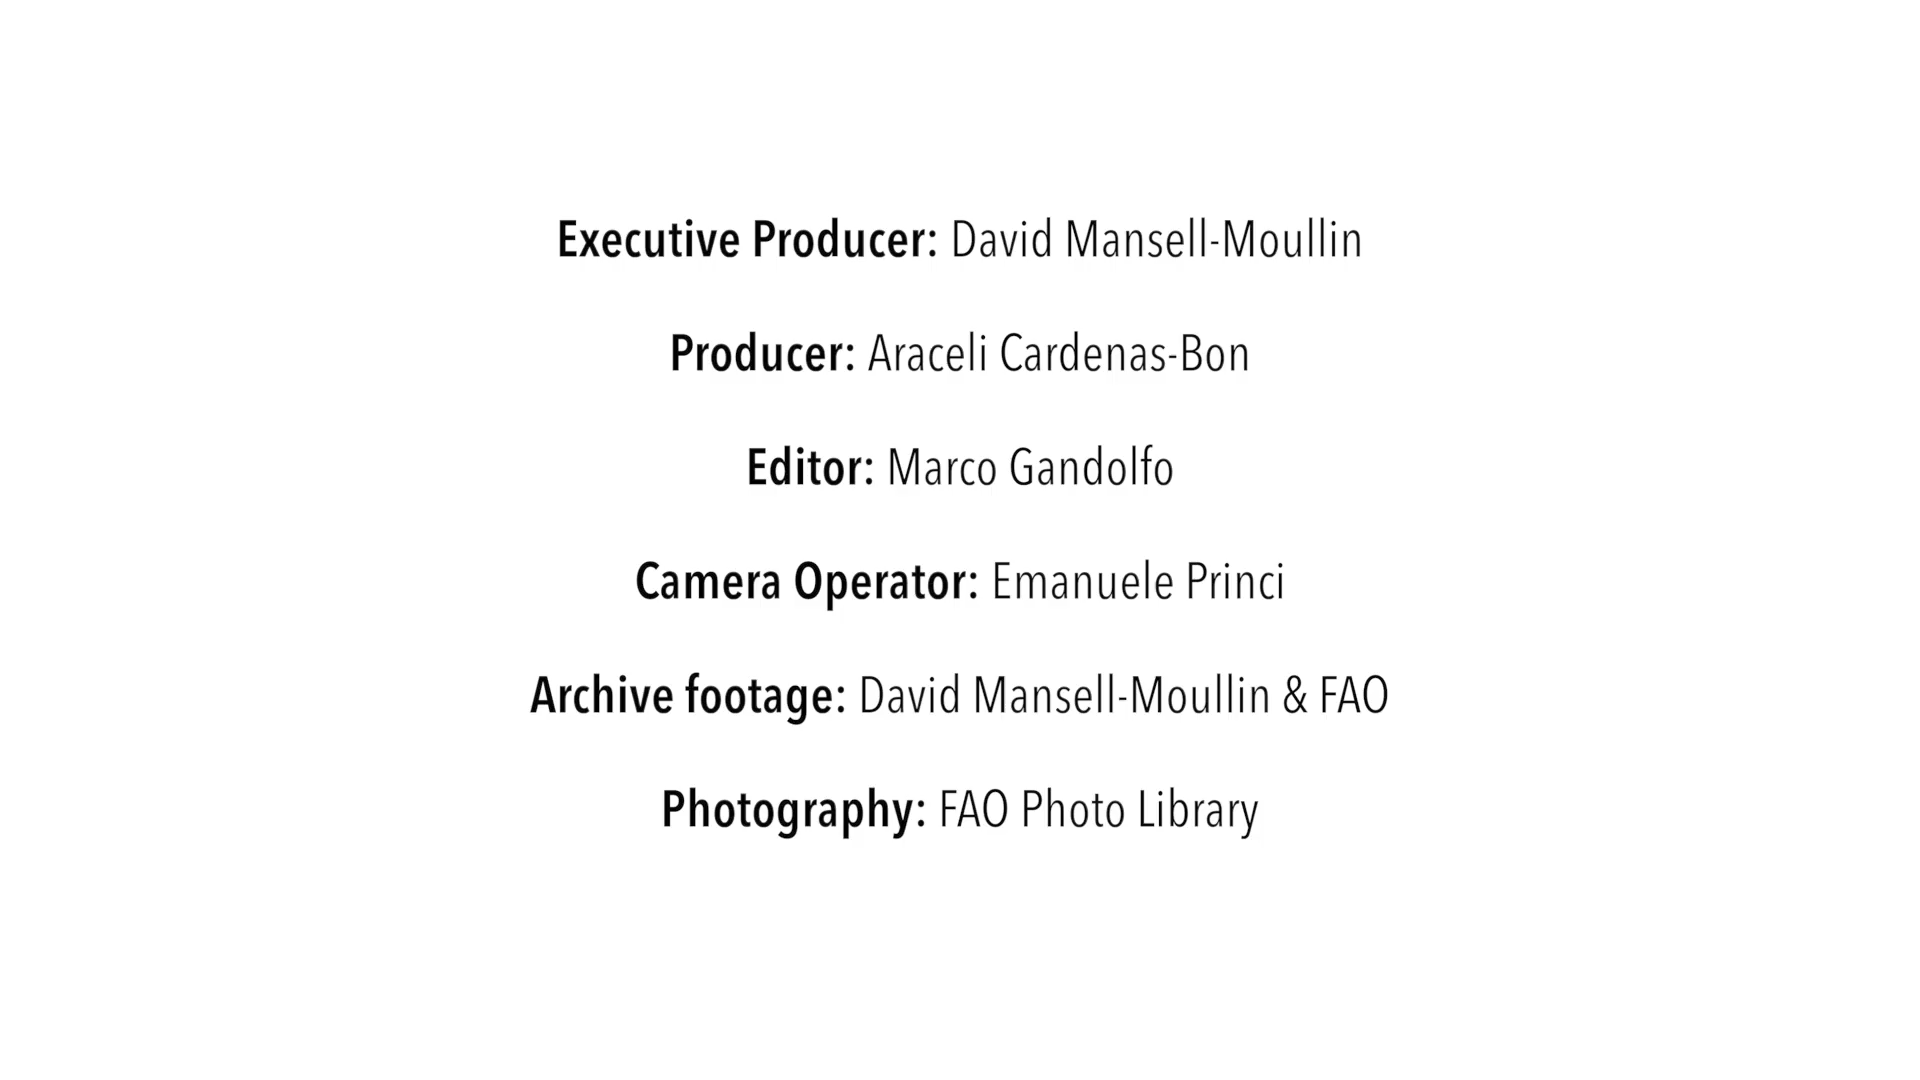 Executive Producer: David Mansell-Moullin
Producer: Araceli Cardenas-Bon
Editor: Marco Gandolfo
Camera Operator: Emanuele Princi
Archive footage: David Mansell-Moullin & FAO
Photography: FAO Photo Library